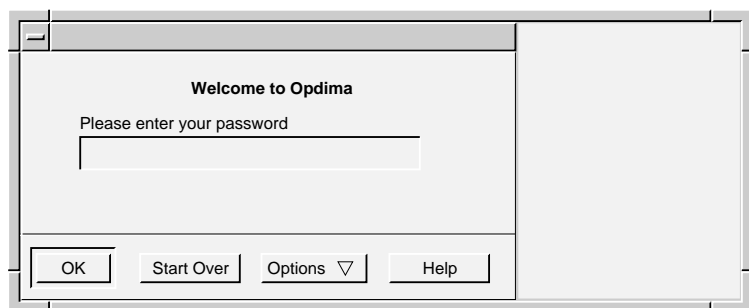 Welcome to Opdima
Please enter your password
OK Start Over Options Help